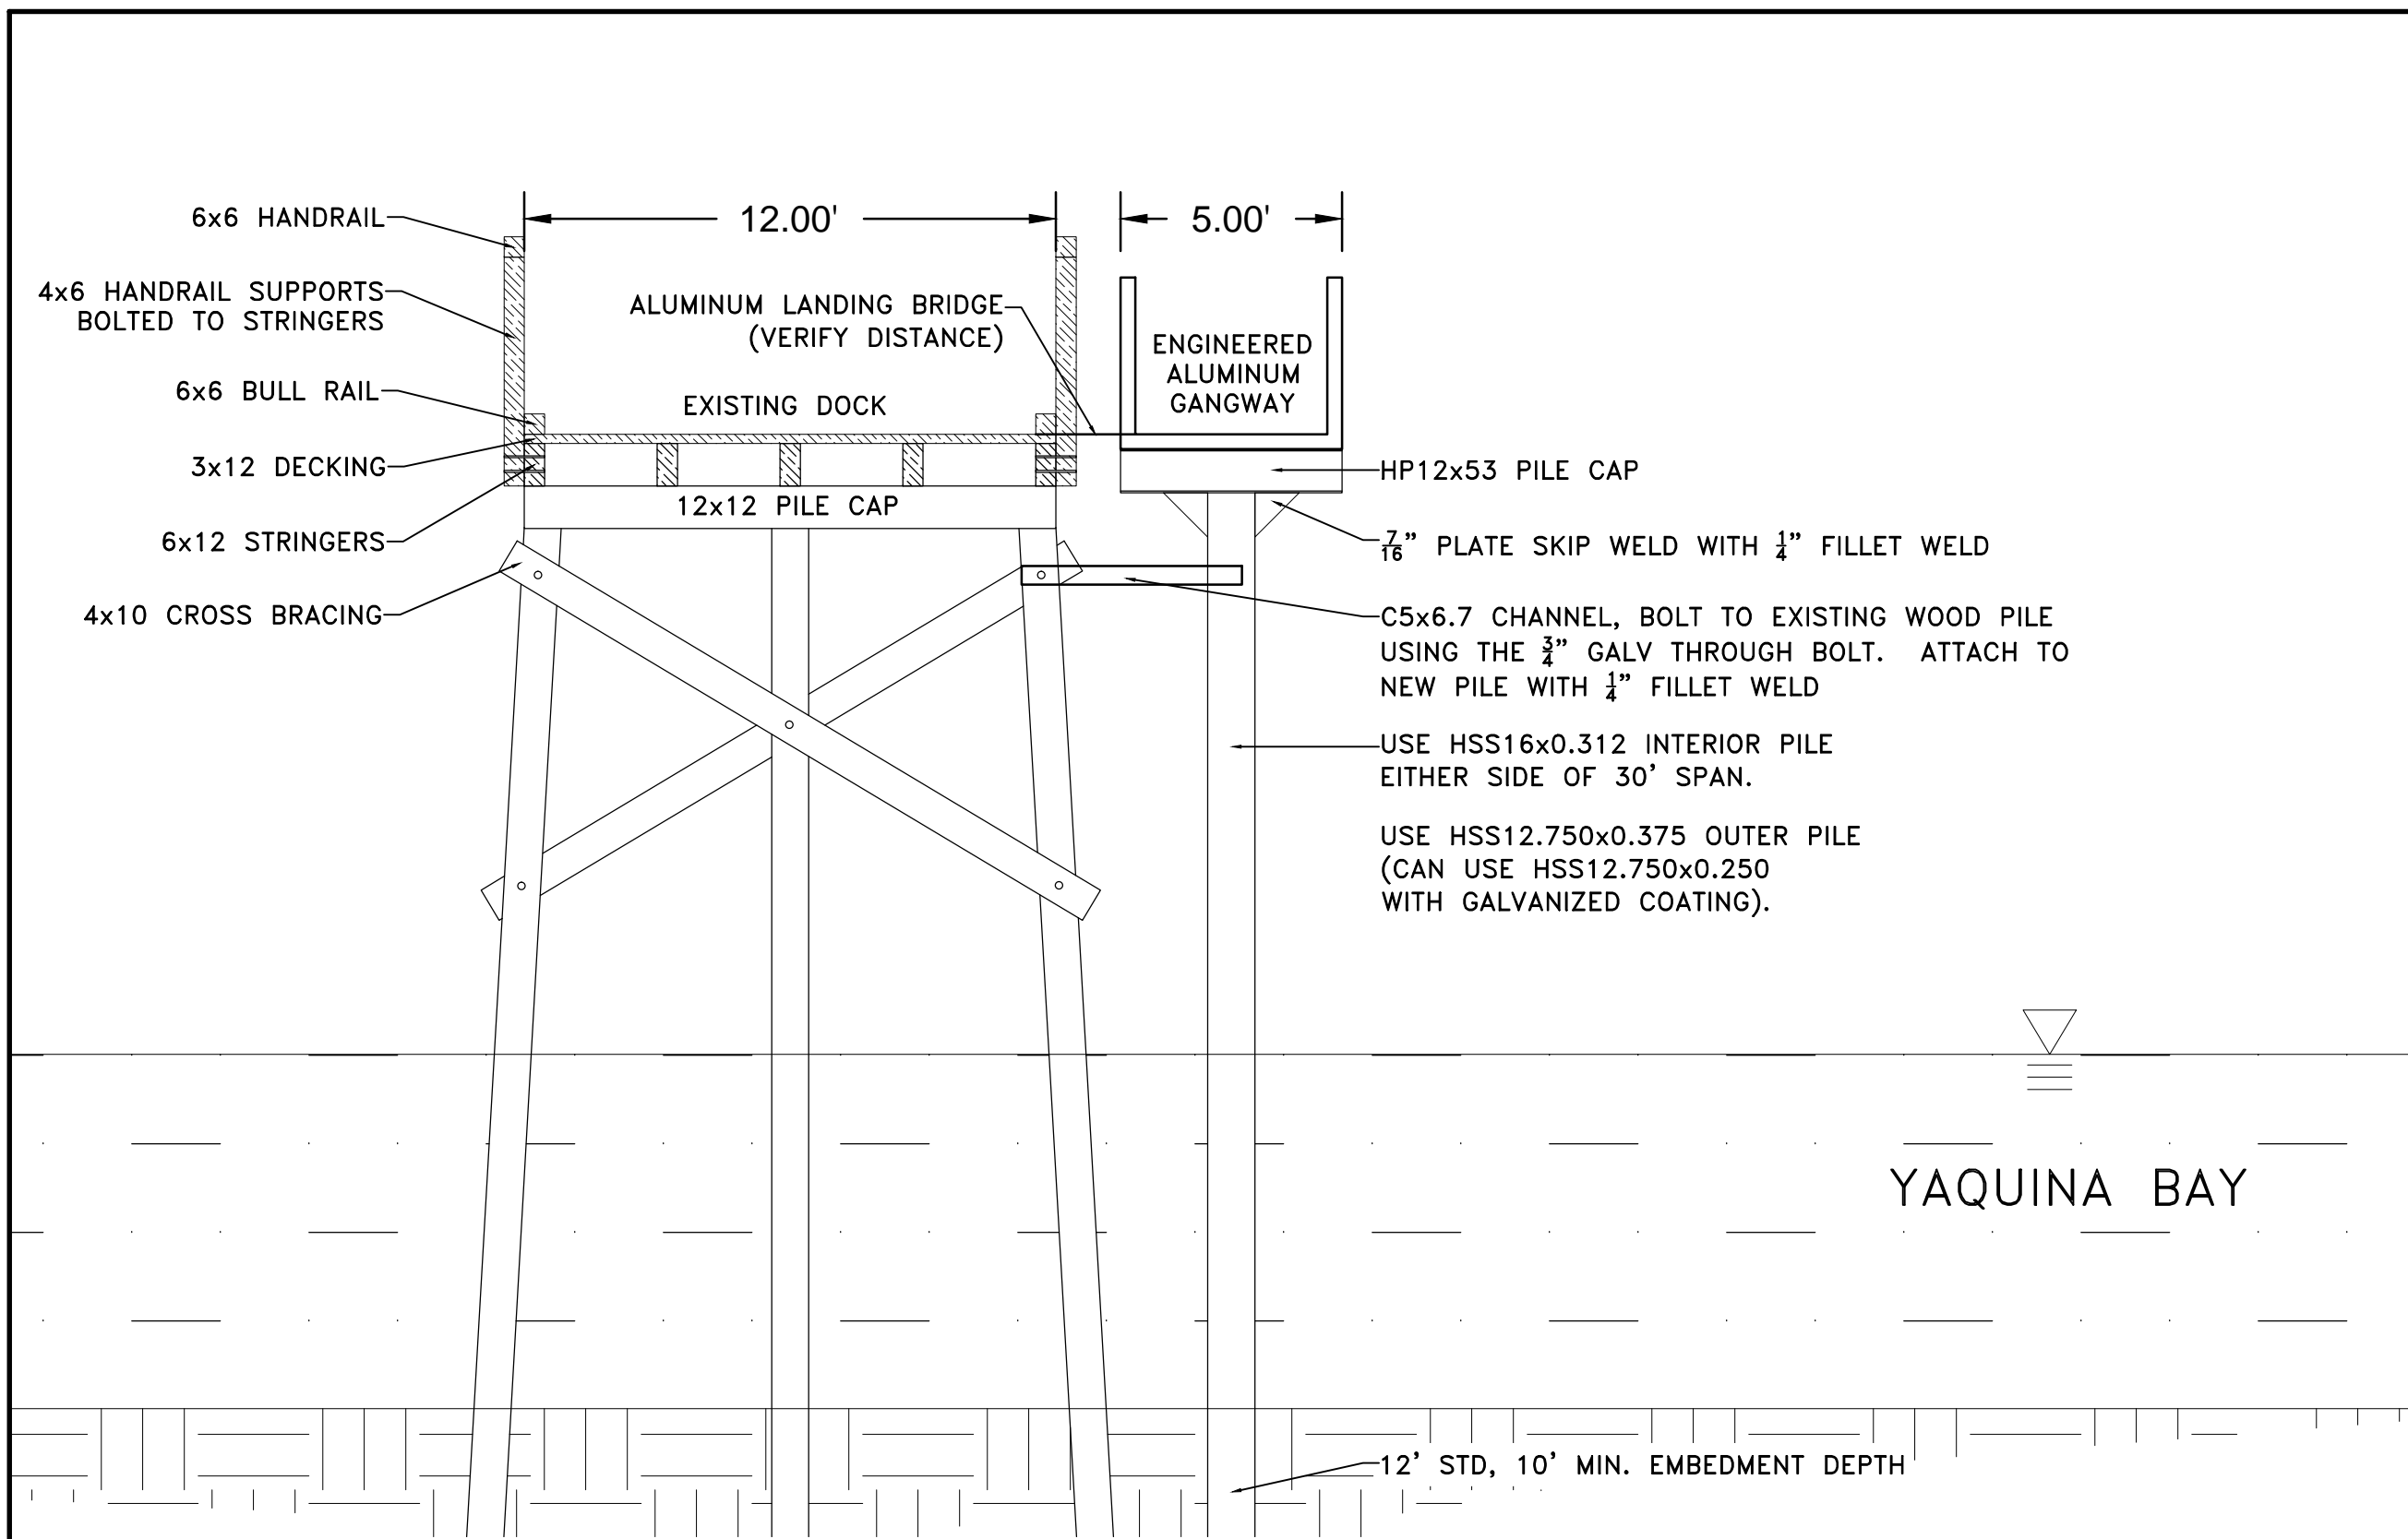 12.00'
5.00'
6x6 HANDRAIL
4x6 HANDRAIL SUPPORTS
BOLTED TO STRINGERS
6x6 BULL RAIL
3x12 DECKING
6x12 STRINGERS
4x10 CROSS BRACING
ALUMINUM LANDING BRIDGE
(VERIFY DISTANCE)
EXISTING DOCK
12x12 PILE CAP
ENGINEERED
ALUMINUM
GANGWAY
HP12x53 PILE CAP
7/16" PLATE SKIP WELD WITH 1/4" FILLET WELD
C5x6.7 CHANNEL, BOLT TO EXISTING WOOD PILE
USING THE 3/4" GALV THROUGH BOLT. ATTACH TO
NEW PILE WITH 1/4" FILLET WELD
USE HSS16x0.312 INTERIOR PILE
EITHER SIDE OF 30' SPAN.
USE HSS12.750x0.375 OUTER PILE
(CAN USE HSS12.750x0.250
WITH GALVANIZED COATING).
YAQUINA BAY
12' STD, 10' MIN. EMBEDMENT DEPTH